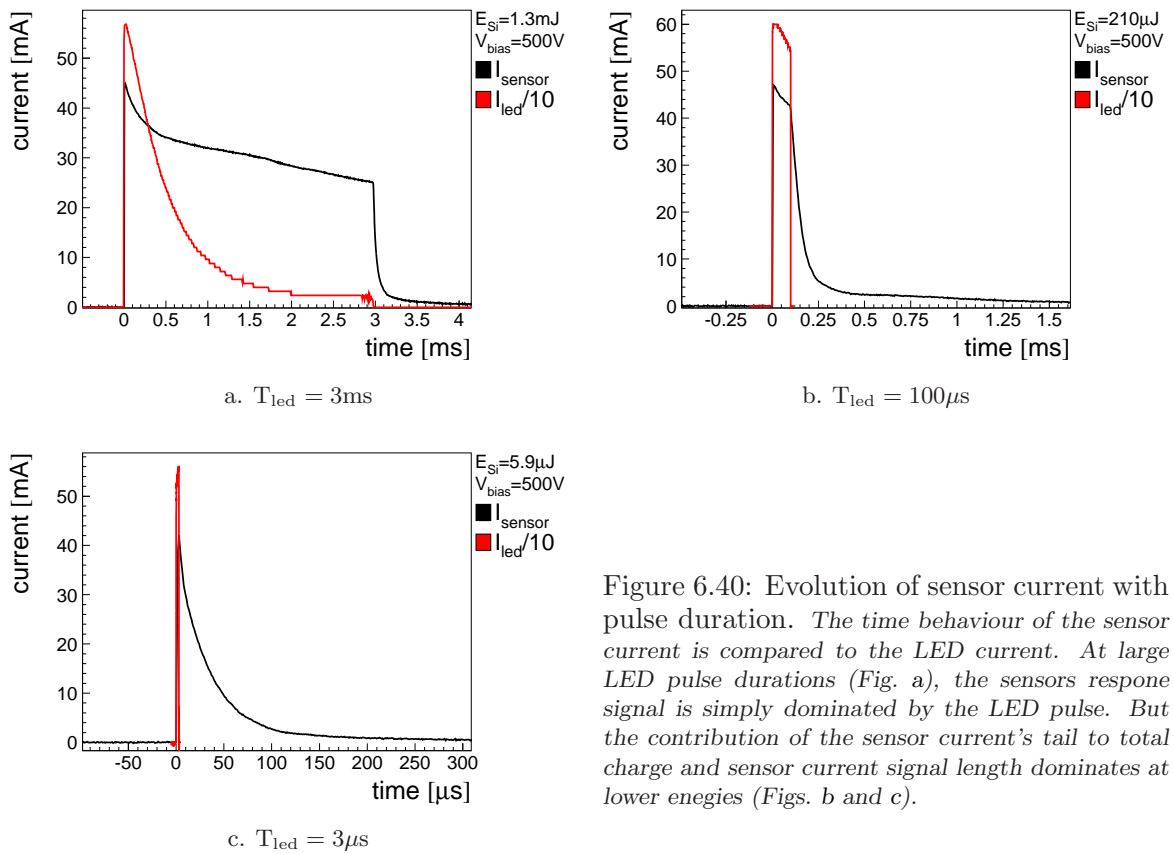 current [mA]
50
40
30
20
10
0
0 0.5 1 1.5 2 2.5 3 3.5 4
time [ms]
E_Si=1.3mJ
V_bias=500V
I_sensor
I_led/10
a. T_led = 3ms
current [mA]
60
50
40
30
20
10
0
-0.25 0 0.25 0.5 0.75 1 1.25 1.5
time [ms]
E_Si=210μJ
V_bias=500V
I_sensor
I_led/10
b. T_led = 100μs
current [mA]
50
40
30
20
10
0
-50 0 50 100 150 200 250 300
time [μs]
E_Si=5.9μJ
V_bias=500V
I_sensor
I_led/10
c. T_led = 3μs
Figure 6.40: Evolution of sensor current with
pulse duration. The time behaviour of the sensor
current is compared to the LED current. At large
LED pulse durations (Fig. a), the sensors respone
signal is simply dominated by the LED pulse. But
the contribution of the sensor current's tail to total
charge and sensor current signal length dominates at
lower enegies (Figs. b and c).